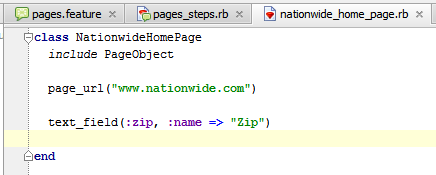 pages.feature × pages_steps.rb × nationwide_home_page.rb ×
class NationwideHomePage
  include PageObject
  page_url("www.nationwide.com")
  text_field(:zip, :name => "Zip")
end